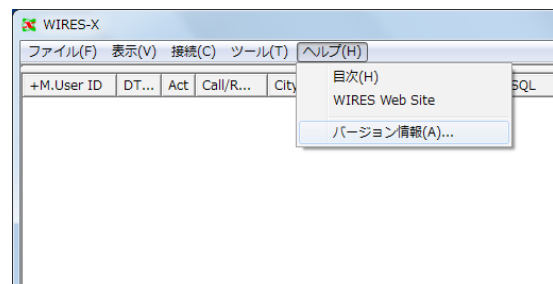 WIRES-X
ファイル(F) 表示(V) 接続(C) ツール(T) ヘルプ(H)
+M.User ID DT... Act Call/R... City SQL
目次(H)
WIRES Web Site
バージョン情報(A)...